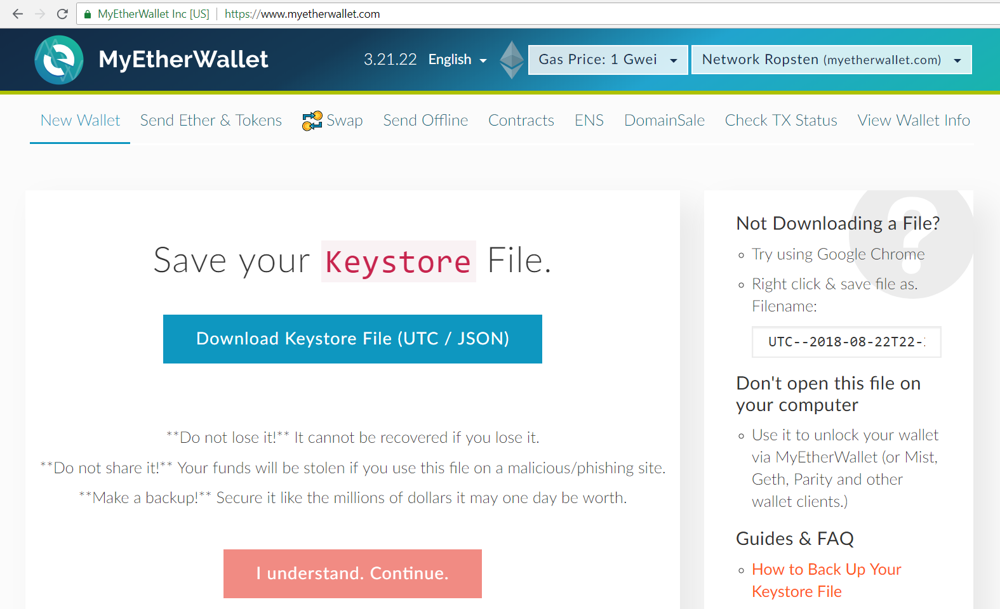 MyEtherWallet Inc [US] https://www.myetherwallet.com
MyEtherWallet 3.21.22 English Gas Price: 1 Gwei Network Ropsten (myetherwallet.com)
New Wallet Send Ether & Tokens Swap Send Offline Contracts ENS DomainSale Check TX Status View Wallet Info
Save your Keystore File.
Download Keystore File (UTC / JSON)
**Do not lose it!** It cannot be recovered if you lose it.
**Do not share it!** Your funds will be stolen if you use this file on a malicious/phishing site.
**Make a backup!** Secure it like the millions of dollars it may one day be worth.
I understand. Continue.
Not Downloading a File?
Try using Google Chrome
Right click & save file as.
Filename:
UTC--2018-08-22T22-
Don't open this file on
your computer
Use it to unlock your wallet
via MyEtherWallet (or Mist,
Geth, Parity and other
wallet clients.)
Guides & FAQ
How to Back Up Your
Keystore File